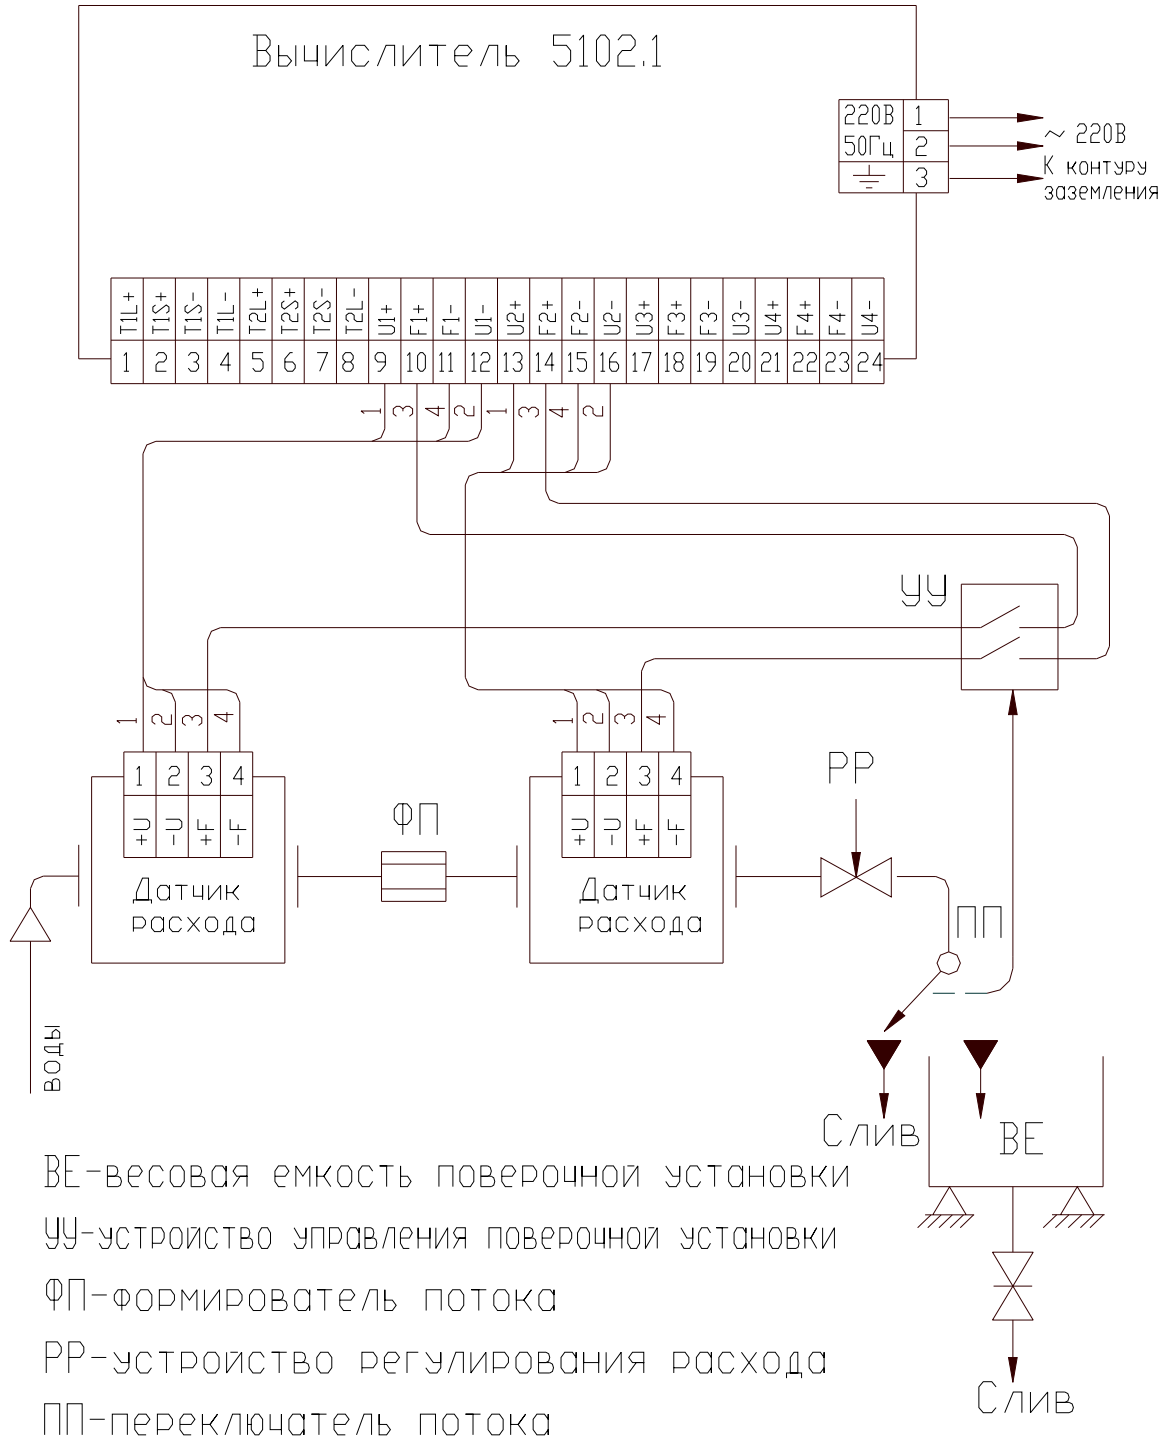 Вычислитель 5102.1
220В 1
50Гц 2
3
~ 220В
К контуру
заземления
T1L+ T1S+ T1S- T1L- T2L+ T2S+ T2S- T2L- U1+ F1+ F1- U1- U2+ F2+ F2- U2- U3+ F3+ F3- U3- U4+ F4+ F4- U4-
1 2 3 4 5 6 7 8 9 10 11 12 13 14 15 16 17 18 19 20 21 22 23 24
1 3 4 2 1 3 4 2
УУ
1 2 3 4
1 2 3 4
1 2 3 4
1 2 3 4
РР
ФП
+U -U +F -F
+U -U +F -F
Датчик
расхода
Датчик
расхода
ПП
воды
Слив
ВЕ
ВЕ-весовая емкость поверочной установки
УУ-устройство управления поверочной установки
ФП-формирователь потока
РР-устройство регулирования расхода
Слив
ПП-переключатель потока